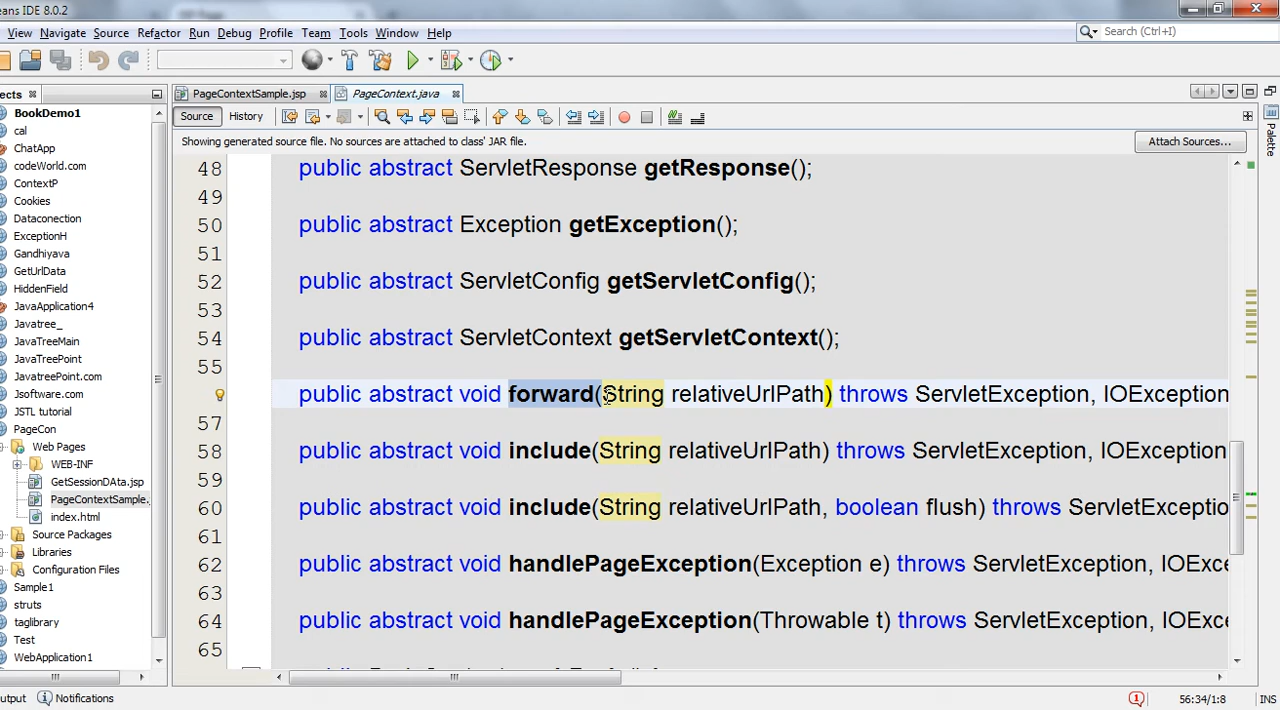 eans IDE 8.0.2
View Navigate Source Refactor Run Debug Profile Team Tools Window Help
Search (Ctrl+I)
ects
PageContextSample.jsp PageContext.java
Source History
Showing generated source file. No sources are attached to class' JAR file.
Attach Sources...
Palette
BookDemo1
cal
ChatApp
codeWorld.com
ContextP
Cookies
Dataconection
ExceptionH
Gandhiyava
GetUrlData
HiddenField
JavaApplication4
Javatree_
JavaTreeMain
JavaTreePoint
JavaTreePoint.com
Jsoftware.com
JSTL tutorial
PageCon
Web Pages
WEB-INF
GetSessionDAta.jsp
PageContextSample.
index.html
Source Packages
Libraries
Configuration Files
Sample1
struts
taglibrary
Test
WebApplication1
48 public abstract ServletResponse getResponse();
49
50 public abstract Exception getException();
51
52 public abstract ServletConfig getServletConfig();
53
54 public abstract ServletContext getServletContext();
55
public abstract void forward(String relativeUrlPath) throws ServletException, IOException
57
58 public abstract void include(String relativeUrlPath) throws ServletException, IOException
59
60 public abstract void include(String relativeUrlPath, boolean flush) throws ServletExceptio
61
62 public abstract void handlePageException(Exception e) throws ServletException, IOExce
63
64 public abstract void handlePageException(Throwable t) throws ServletException, IOExce
65
utput Notifications
56:34/1:8 INS